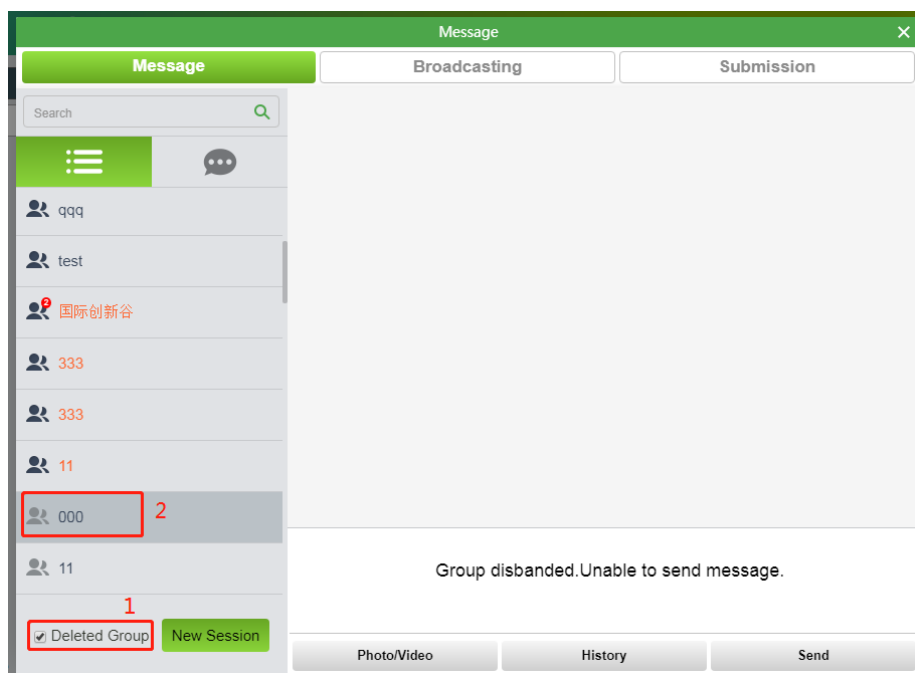 Message
Message
Broadcasting
Submission
Search
qqq
test
2
国际创新谷
333
333
11
000
2
11
Group disbanded.Unable to send message.
1
Deleted Group
New Session
Photo/Video
History
Send